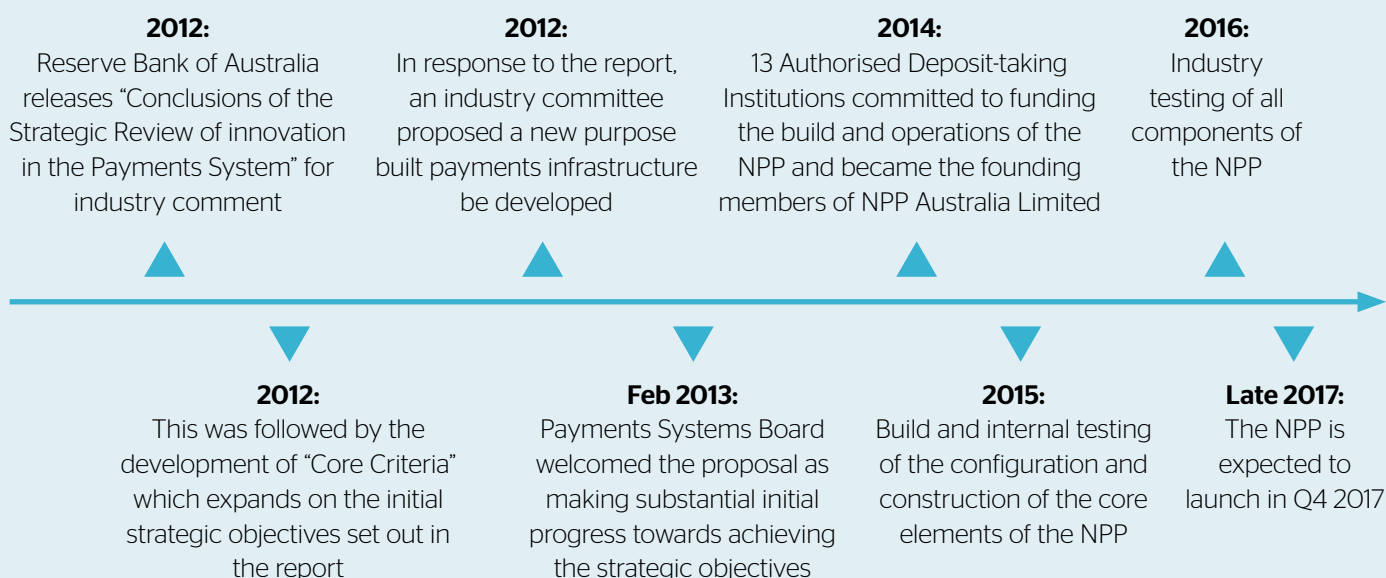 2012:
Reserve Bank of Australia
releases “Conclusions of the
Strategic Review of innovation
in the Payments System” for
industry comment
2012:
In response to the report,
an industry committee
proposed a new purpose
built payments infrastructure
be developed
2014:
13 Authorised Deposit-taking
Institutions committed to funding
the build and operations of the
NPP and became the founding
members of NPP Australia Limited
2016:
Industry
testing of all
components of
the NPP
2012:
This was followed by the
development of “Core Criteria”
which expands on the initial
strategic objectives set out in
the report
Feb 2013:
Payments Systems Board
welcomed the proposal as
making substantial initial
progress towards achieving
the strategic objectives
2015:
Build and internal testing
of the configuration and
construction of the core
elements of the NPP
Late 2017:
The NPP is
expected to
launch in Q4 2017